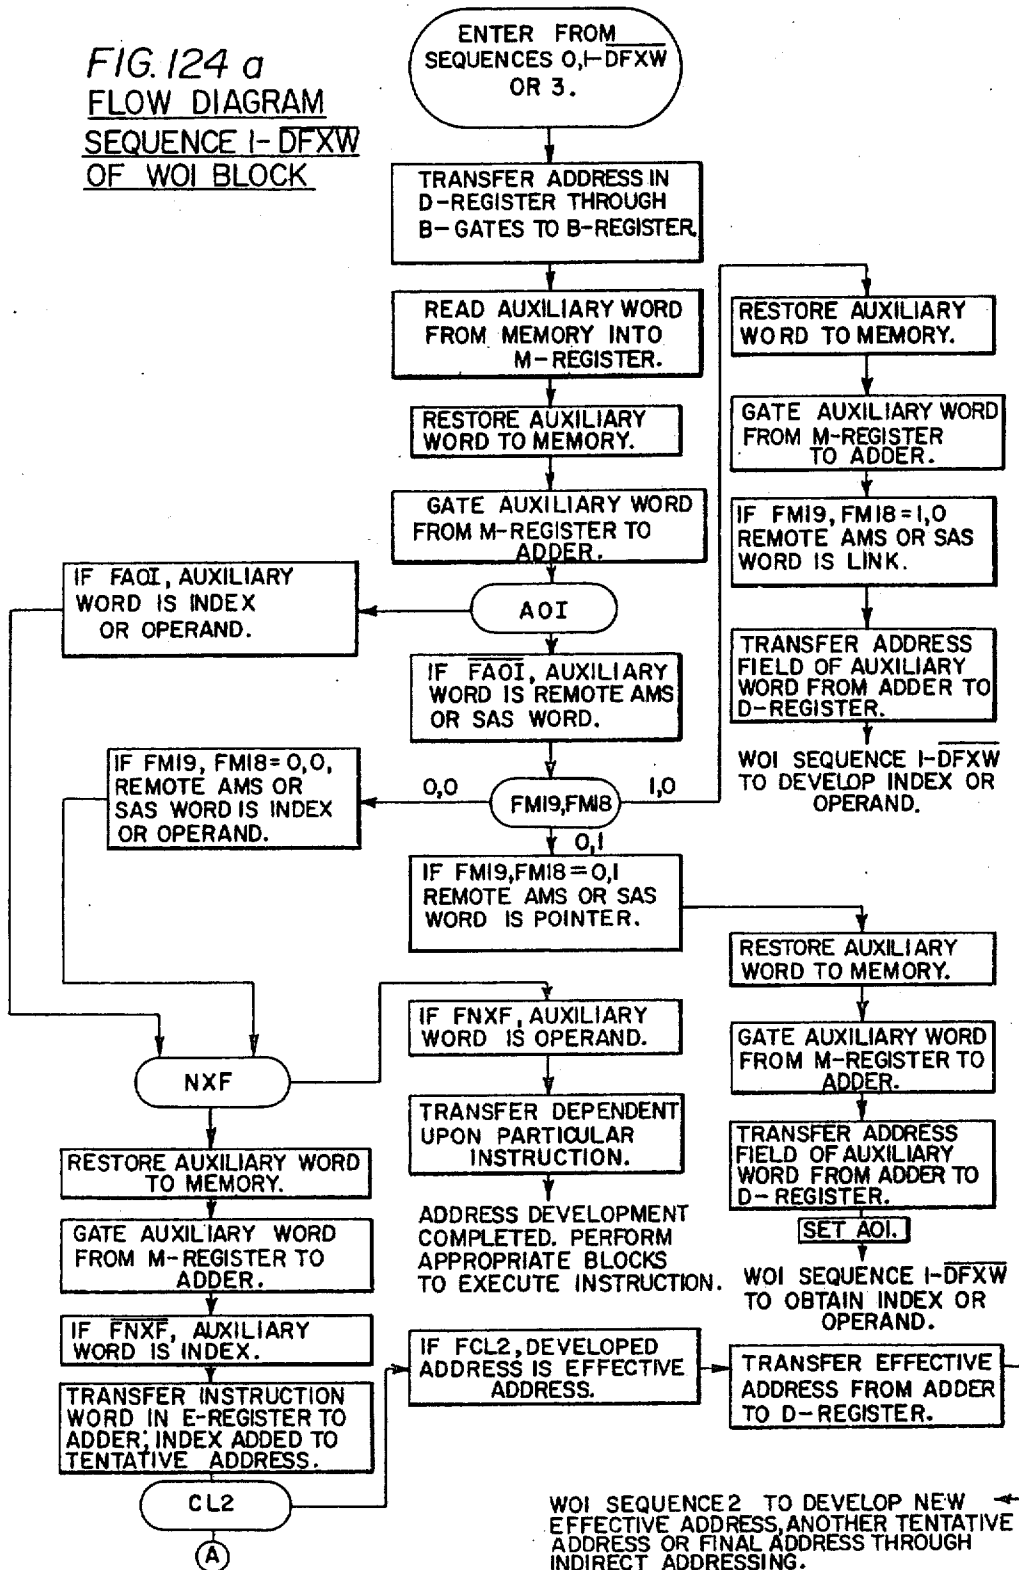 FIG. 124 a
FLOW DIAGRAM
SEQUENCE 1-D̅F̅X̅W̅
OF WOI BLOCK
ENTER FROM
SEQUENCES 0,1-D̅F̅X̅W̅
OR 3.
TRANSFER ADDRESS IN
D-REGISTER THROUGH
B-GATES TO B-REGISTER.
READ AUXILIARY WORD
FROM MEMORY INTO
M-REGISTER.
RESTORE AUXILIARY
WORD TO MEMORY.
GATE AUXILIARY WORD
FROM M-REGISTER TO
ADDER.
AOI
IF FAOI, AUXILIARY
WORD IS INDEX
OR OPERAND.
IF F̅A̅O̅I̅, AUXILIARY
WORD IS REMOTE AMS
OR SAS WORD.
FM19,FM18
0,0
1,0
0,1
IF FM19, FM18=0,0,
REMOTE AMS OR
SAS WORD IS INDEX
OR OPERAND.
IF FM19,FM18=0,1
REMOTE AMS OR SAS
WORD IS POINTER.
RESTORE AUXILIARY
WORD TO MEMORY.
GATE AUXILIARY WORD
FROM M-REGISTER
TO ADDER.
IF FM19, FM18=1,0
REMOTE AMS OR SAS
WORD IS LINK.
TRANSFER ADDRESS
FIELD OF AUXILIARY
WORD FROM ADDER TO
D-REGISTER.
WOI SEQUENCE 1-D̅F̅X̅W̅
TO DEVELOP INDEX OR
OPERAND.
RESTORE AUXILIARY
WORD TO MEMORY.
GATE AUXILIARY WORD
FROM M-REGISTER TO
ADDER.
TRANSFER ADDRESS
FIELD OF AUXILIARY
WORD FROM ADDER TO
D-REGISTER.
SET AOI.
WOI SEQUENCE 1-D̅F̅X̅W̅
TO OBTAIN INDEX OR
OPERAND.
NXF
IF FNXF, AUXILIARY
WORD IS OPERAND.
TRANSFER DEPENDENT
UPON PARTICULAR
INSTRUCTION.
ADDRESS DEVELOPMENT
COMPLETED. PERFORM
APPROPRIATE BLOCKS
TO EXECUTE INSTRUCTION.
RESTORE AUXILIARY WORD
TO MEMORY.
GATE AUXILIARY WORD
FROM M-REGISTER TO
ADDER.
IF F̅N̅X̅F̅, AUXILIARY
WORD IS INDEX.
TRANSFER INSTRUCTION
WORD IN E-REGISTER TO
ADDER; INDEX ADDED TO
TENTATIVE ADDRESS.
CL2
A
IF FCL2, DEVELOPED
ADDRESS IS EFFECTIVE
ADDRESS.
TRANSFER EFFECTIVE
ADDRESS FROM ADDER
TO D-REGISTER.
WOI SEQUENCE 2 TO DEVELOP NEW
EFFECTIVE ADDRESS, ANOTHER TENTATIVE
ADDRESS OR FINAL ADDRESS THROUGH
INDIRECT ADDRESSING.